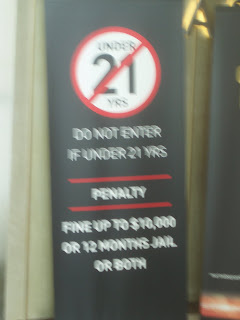 UNDER
21
YRS
DO NOT ENTER
IF UNDER 21 YRS
PENALTY
FINE UP TO $10,000
OR 12 MONTHS JAIL
OR BOTH